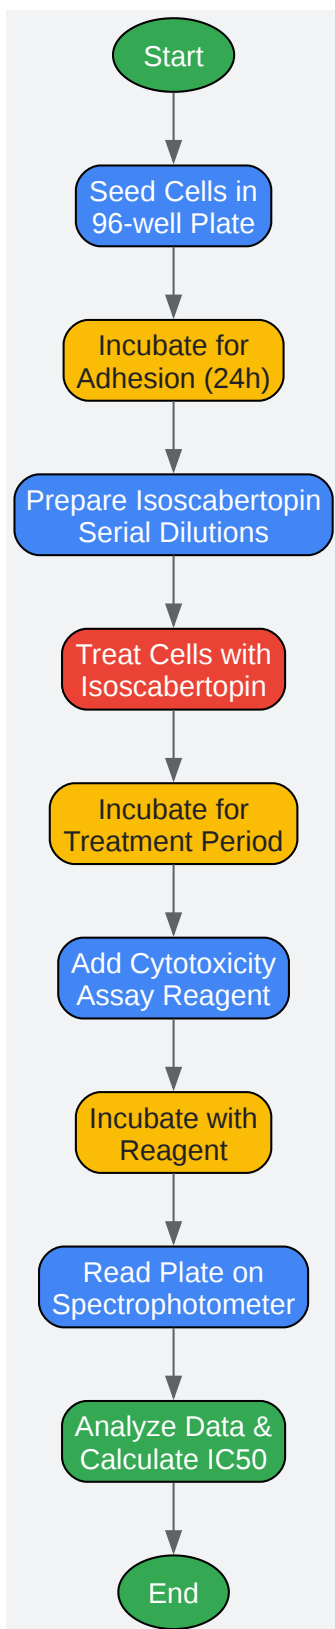 Start
Seed Cells in
96-well Plate
Incubate for
Adhesion (24h)
Prepare Isoscabertopin
Serial Dilutions
Treat Cells with
Isoscabertopin
Incubate for
Treatment Period
Add Cytotoxicity
Assay Reagent
Incubate with
Reagent
Read Plate on
Spectrophotometer
Analyze Data &
Calculate IC50
End